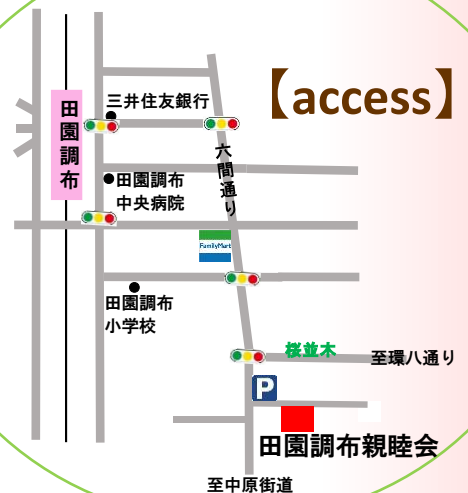 【access】
三井住友銀行
田園調布
六間通り
田園調布
中央病院
FamilyMart
田園調布
小学校
桜並木
至環八通り
P
田園調布親睦会
至中原街道